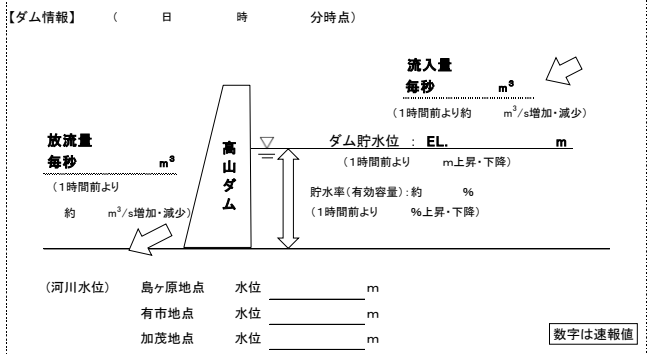 【ダム情報】 ( 日 時 分時点)
流入量
毎秒 m³
(1時間前より約 m³/s増加・減少)
放流量
毎秒 m³
(1時間前より
約 m³/s増加・減少)
高山ダム
ダム貯水位 : EL. m
(1時間前より m上昇・下降)
貯水率(有効容量):約 %
(1時間前より %上昇・下降)
(河川水位) 島ヶ原地点 水位 m
有市地点 水位 m
加茂地点 水位 m
数字は速報値